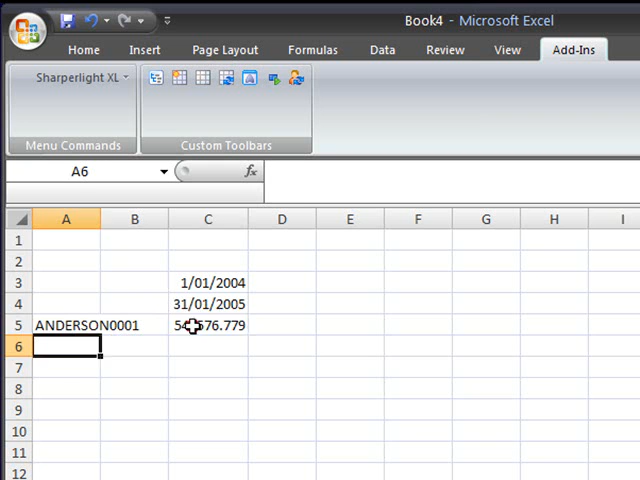 Book4 - Microsoft Excel
Home Insert Page Layout Formulas Data Review View Add-Ins
Sharperlight XL
Menu Commands Custom Toolbars
A6 fx
A B C D E F G H I
1
2
3 1/01/2004
4 31/01/2005
5 ANDERSON0001
6
7
8
9
10
11
12